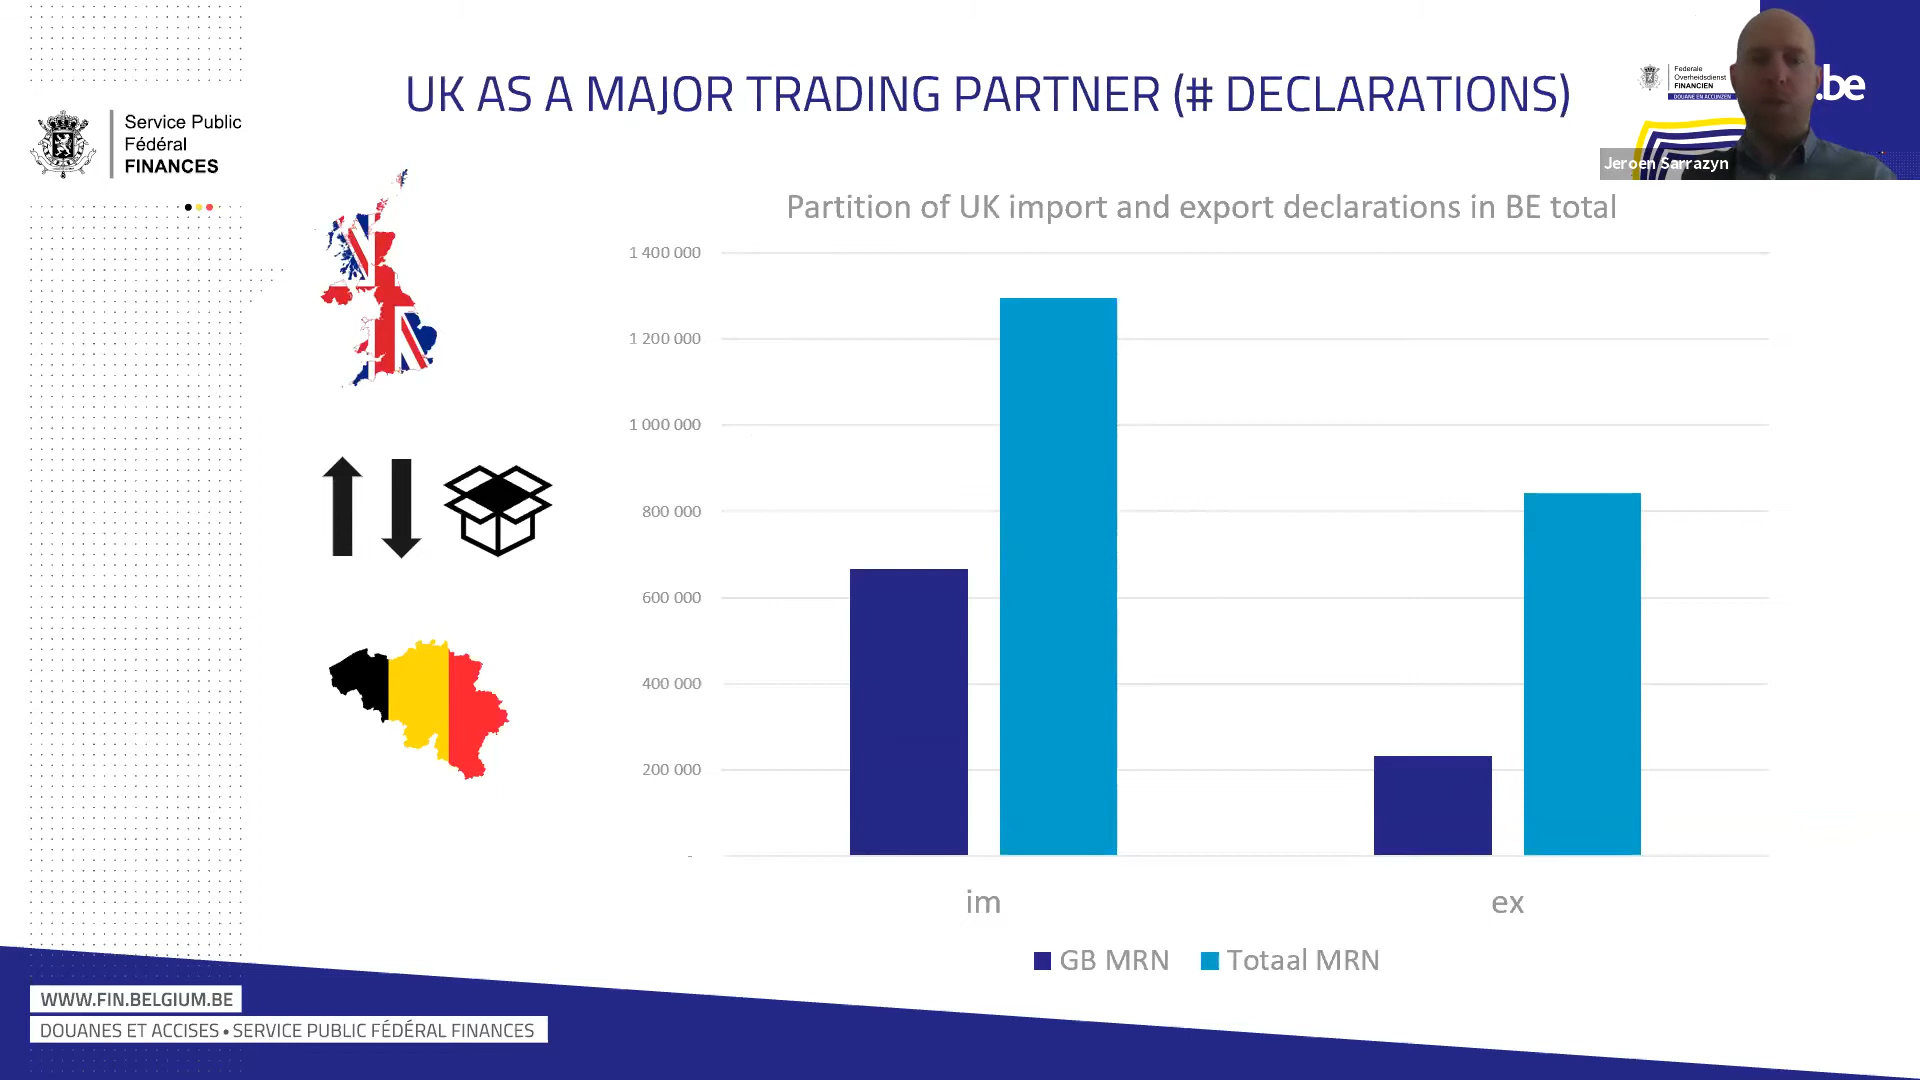 UK AS A MAJOR TRADING PARTNER (# DECLARATIONS)
Federale
Overheidsdienst
FINANCIEN
DOUANE EN ACCIJNZEN
.be
Jeroen Sarrazyn
Service Public
Fédéral
FINANCES
Partition of UK import and export declarations in BE total
1 400 000
1 200 000
1 000 000
800 000
600 000
400 000
200 000
-
im
ex
GB MRN
Totaal MRN
WWW.FIN.BELGIUM.BE
DOUANES ET ACCISES • SERVICE PUBLIC FÉDÉRAL FINANCES